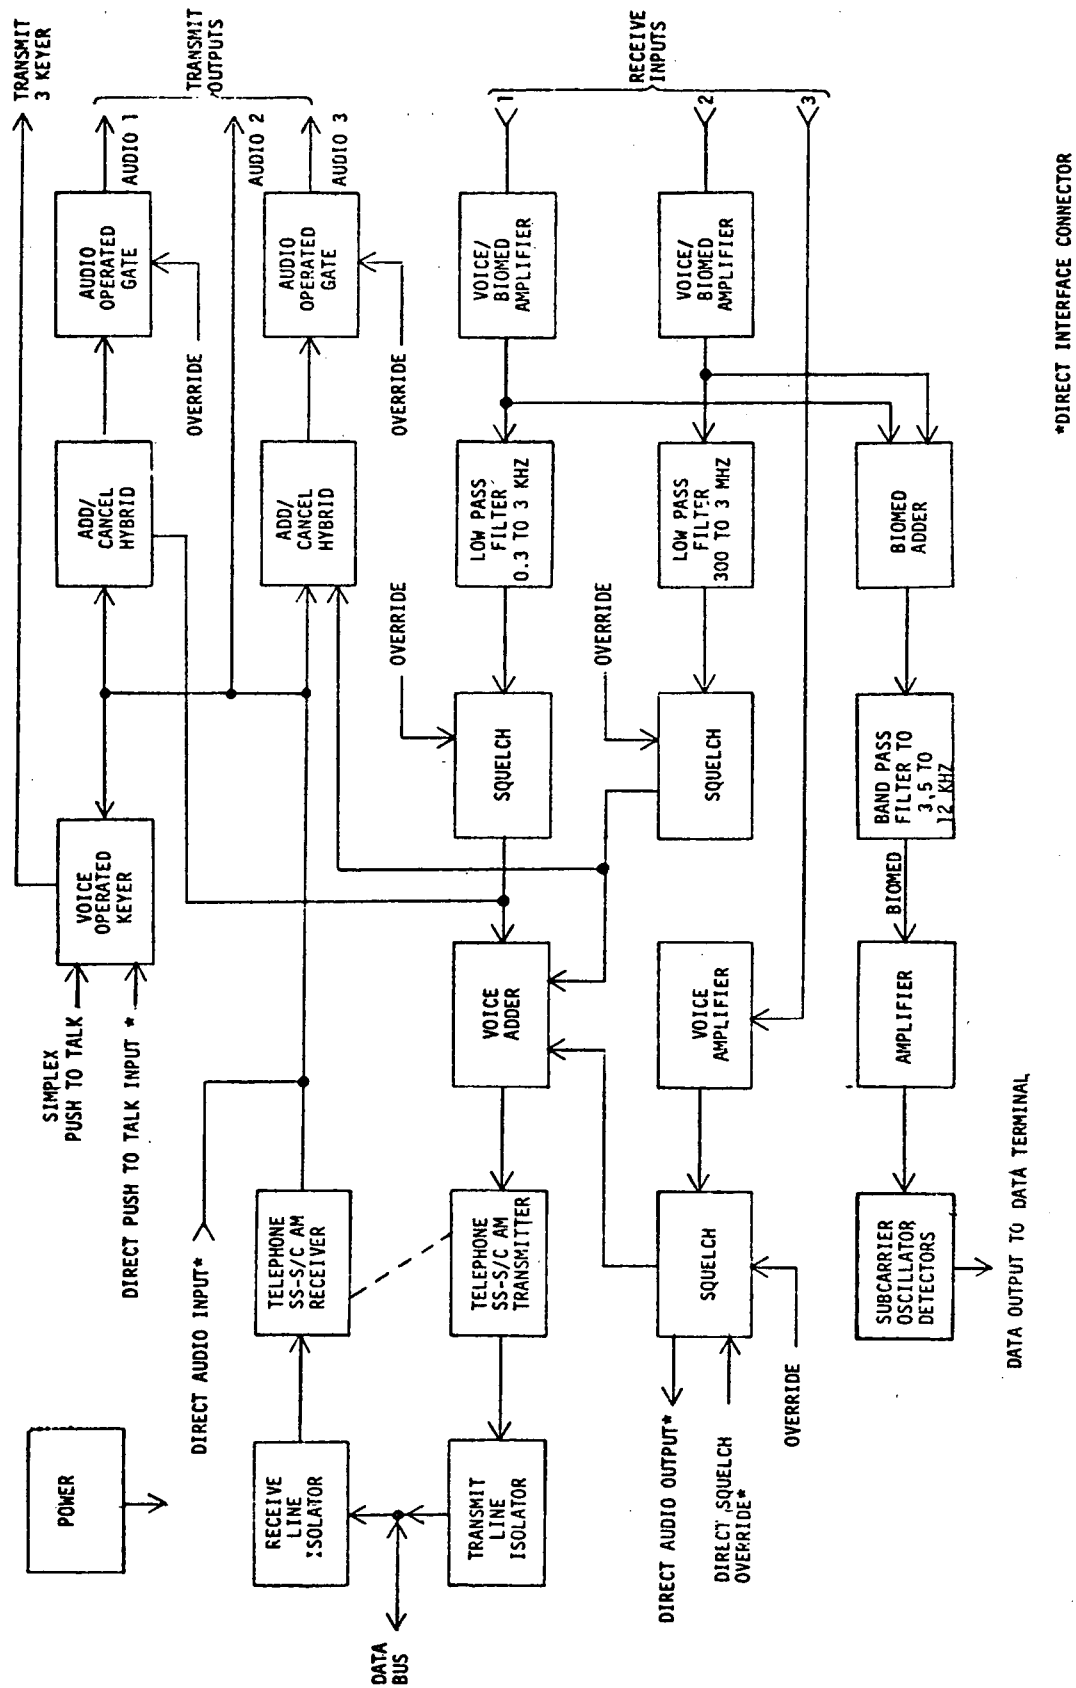 TRANSMIT
3 KEYER
TRANSMIT
OUTPUTS
AUDIO 1
AUDIO 2
AUDIO 3
RECEIVE
INPUTS
1
2
3
AUDIO
OPERATED
GATE
OVERRIDE
AUDIO
OPERATED
GATE
OVERRIDE
VOICE/
BIOMED
AMPLIFIER
VOICE/
BIOMED
AMPLIFIER
ADD/
CANCEL
HYBRID
ADD/
CANCEL
HYBRID
LOW PASS
FILTER
0.3 TO 3 KHZ
LOW PASS
FILTER
300 TO 3 MHZ
BIOMED
ADDER
OVERRIDE
OVERRIDE
VOICE
OPERATED
KEYER
SQUELCH
SQUELCH
BAND PASS
FILTER TO
3.5 TO
12 KHZ
BIOMED
SIMPLEX
PUSH TO TALK
DIRECT PUSH TO TALK INPUT *
VOICE
ADDER
VOICE
AMPLIFIER
AMPLIFIER
DIRECT AUDIO INPUT*
TELEPHONE
SS-S/C AM
RECEIVER
TELEPHONE
SS-S/C AM
TRANSMITTER
SQUELCH
SUBCARRIER
OSCILLATOR
DETECTORS
DATA OUTPUT TO DATA TERMINAL
POWER
RECEIVE
LINE
ISOLATOR
TRANSMIT
LINE
ISOLATOR
DATA
BUS
DIRECT AUDIO OUTPUT*
DIRECT SQUELCH
OVERRIDE*
OVERRIDE
*DIRECT INTERFACE CONNECTOR